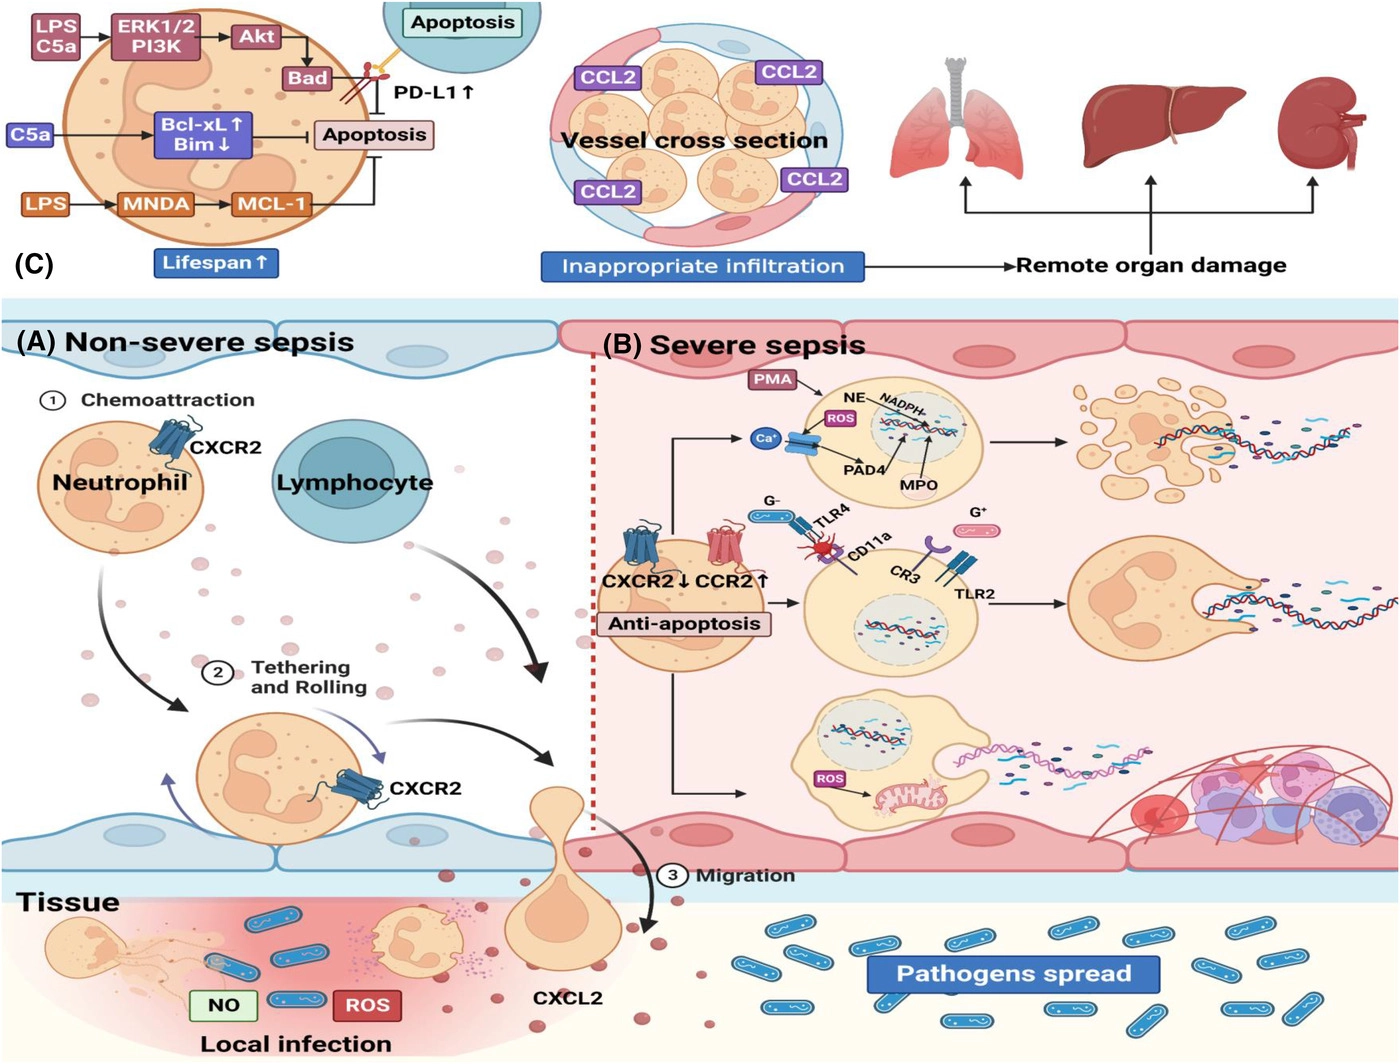 LPS
C5a
ERK1/2
PI3K
Akt
Bad
Apoptosis
PD-L1↑
C5a
Bcl-xL↑
Bim↓
Apoptosis
LPS
MNDA
MCL-1
Lifespan↑
(C)
CCL2
CCL2
Vessel cross section
CCL2
CCL2
Inappropriate infiltration
Remote organ damage
(A) Non-severe sepsis
1 Chemoattraction
CXCR2
Neutrophil
Lymphocyte
2 Tethering
and Rolling
CXCR2
(B) Severe sepsis
PMA
NE
NADPH
ROS
Ca⁺
PAD4
MPO
G⁻
TLR4
CD11a
G⁺
CR3
TLR2
CXCR2↓ CCR2↑
Anti-apoptosis
ROS
3 Migration
Tissue
NO
ROS
CXCL2
Local infection
Pathogens spread